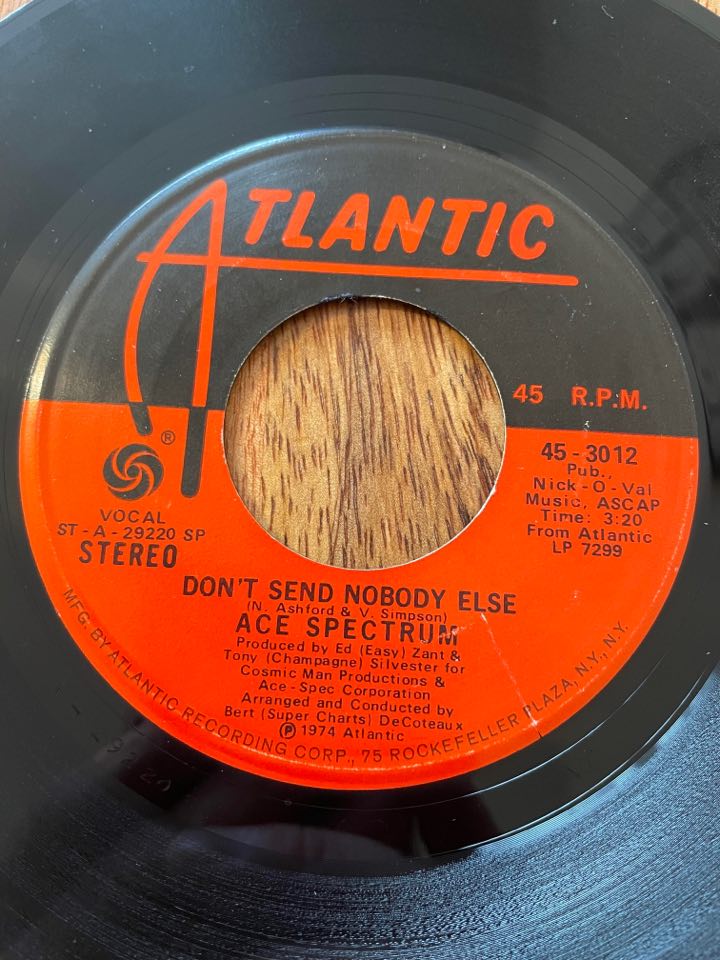 ATLANTIC
45 R.P.M.
®
VOCAL
ST-A-29220 SP
STEREO
45-3012
Pub.,
Nick-O-Val
Music, ASCAP
Time: 3:20
From Atlantic
LP 7299
DON'T SEND NOBODY ELSE
(N. Ashford & V. Simpson)
ACE SPECTRUM
Produced by Ed (Easy) Zant &
Tony (Champagne) Silvester for
Cosmic Man Productions &
Ace-Spec Corporation
Arranged and Conducted by
Bert (Super Charts) DeCoteaux
℗ 1974 Atlantic
MFG. BY ATLANTIC RECORDING CORP., 75 ROCKEFELLER PLAZA, N.Y., N.Y.